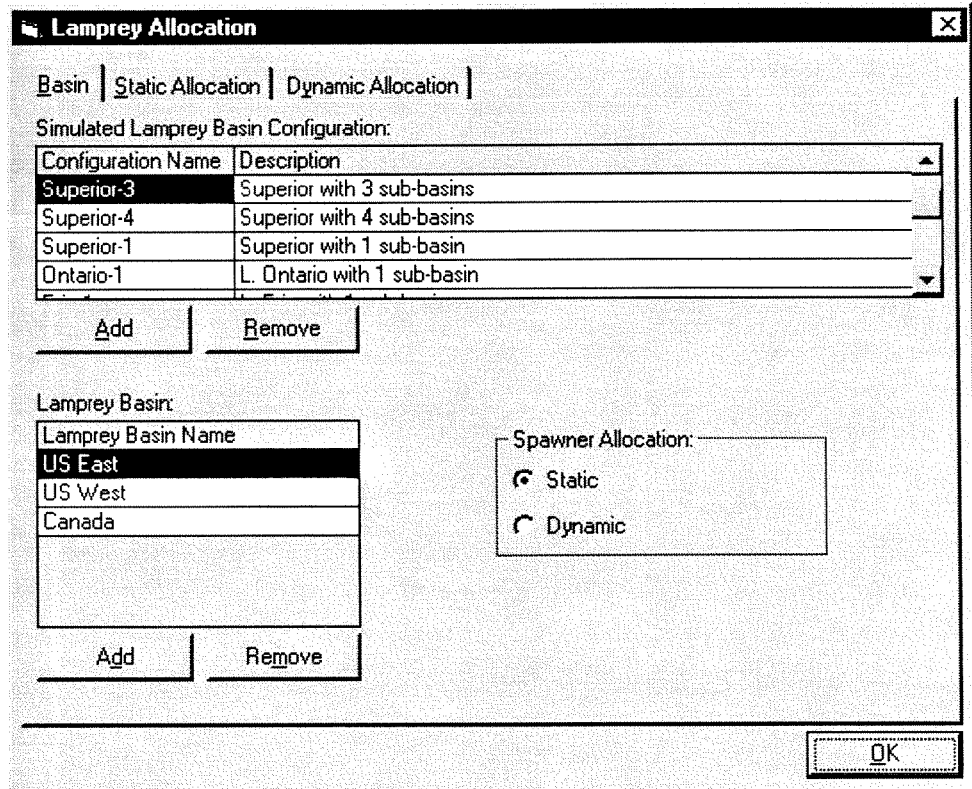 Lamprey Allocation
Basin Static Allocation Dynamic Allocation
Simulated Lamprey Basin Configuration:
Configuration Name Description
Superior-3 Superior with 3 sub-basins
Superior-4 Superior with 4 sub-basins
Superior-1 Superior with 1 sub-basin
Ontario-1 L. Ontario with 1 sub-basin
Add Remove
Lamprey Basin:
Lamprey Basin Name
US East
US West
Canada
Spawner Allocation:
Static
Dynamic
Add Remove
OK